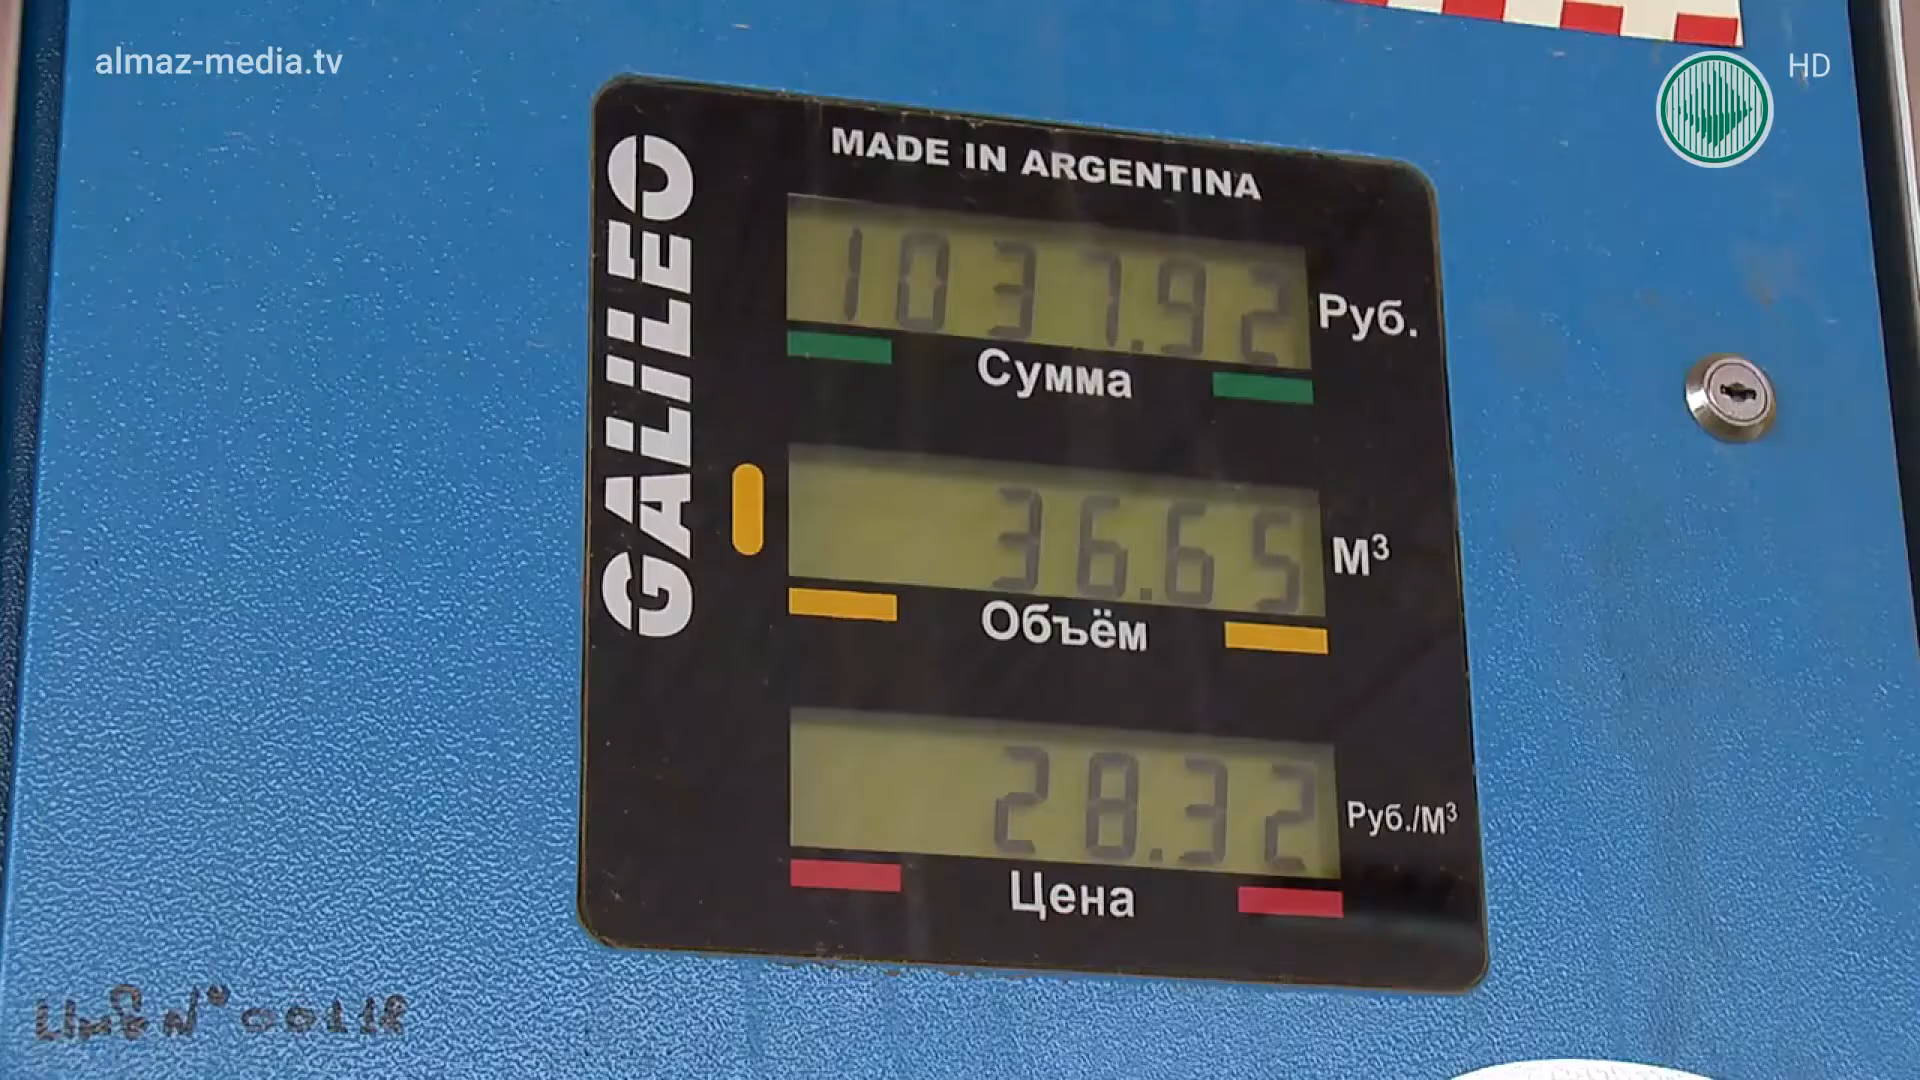 almaz-media.tv
HD
MADE IN ARGENTINA
GALILEO
1037.92 Руб.
Сумма
36.65 М³
Объём
28.32 Руб./М³
Цена